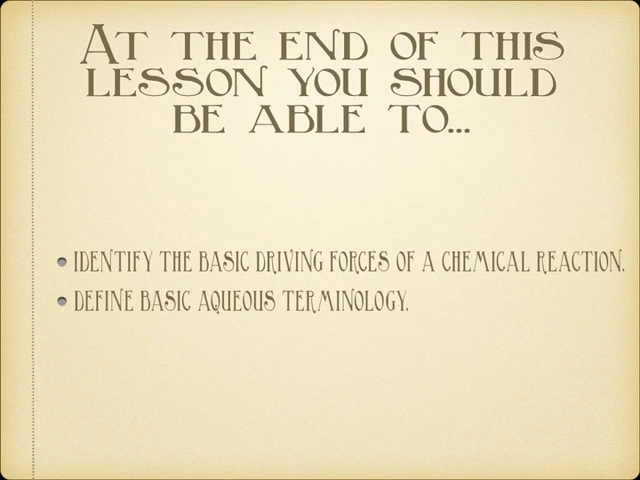 At the end of this
lesson you should
be able to...
• Identify the basic driving forces of a chemical reaction.
• Define basic aqueous terminology.